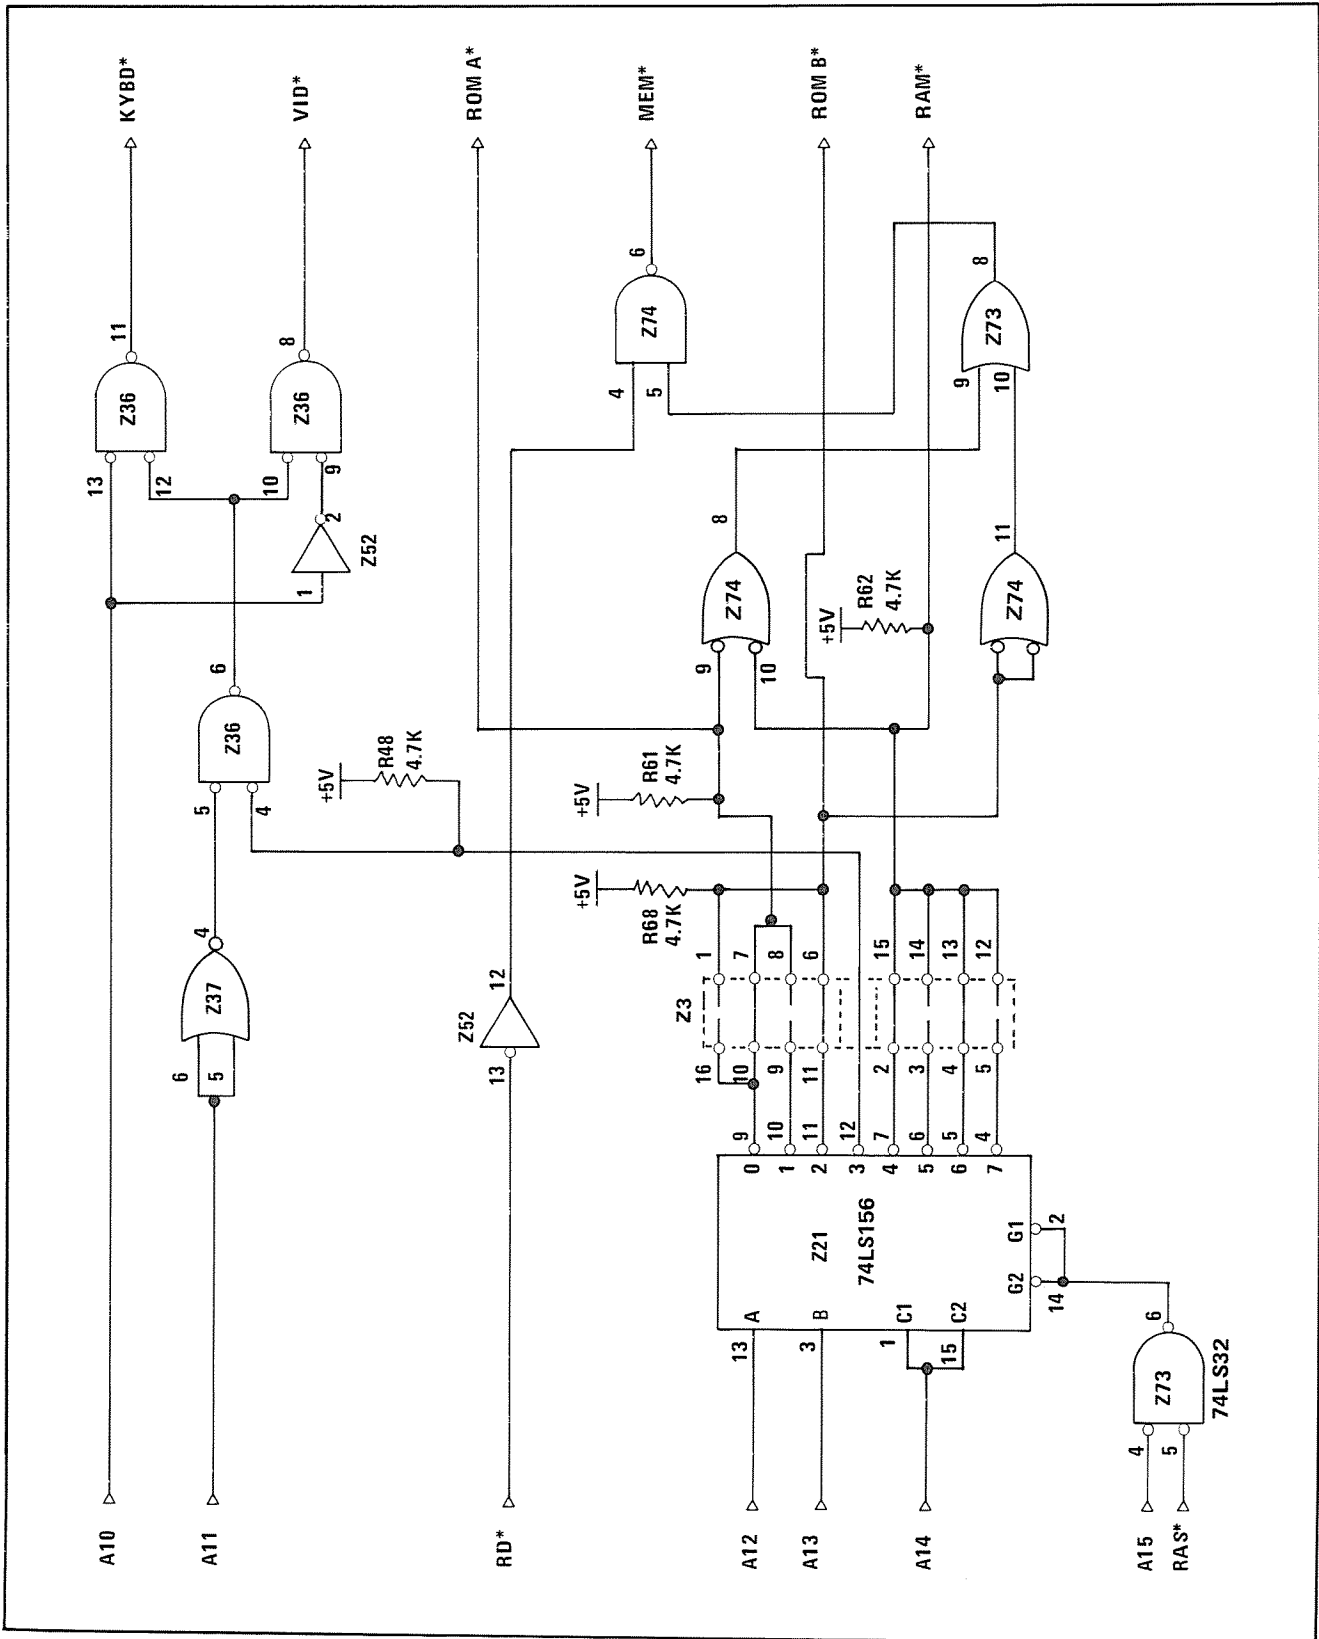 KYBD*
VID*
ROM A*
MEM*
ROM B*
RAM*
11
Z36
13
12
8
Z36
10
9
2
Z52
1
6
Z36
5
4
+5V
R48
4.7K
4
Z37
6
5
6
Z74
4
5
8
Z73
9
10
8
Z74
9
10
+5V
R62
4.7K
11
Z74
+5V
R61
4.7K
+5V
R68
4.7K
12
Z52
13
Z3
1
7
8
6
15
14
13
12
16
10
9
11
2
3
4
5
9
10
11
12
7
6
5
4
0
1
2
3
4
5
6
7
Z21
74LS156
A
B
C1
C2
G2
G1
13
3
1
15
14
2
6
Z73
74LS32
4
5
A10
A11
RD*
A12
A13
A14
A15
RAS*